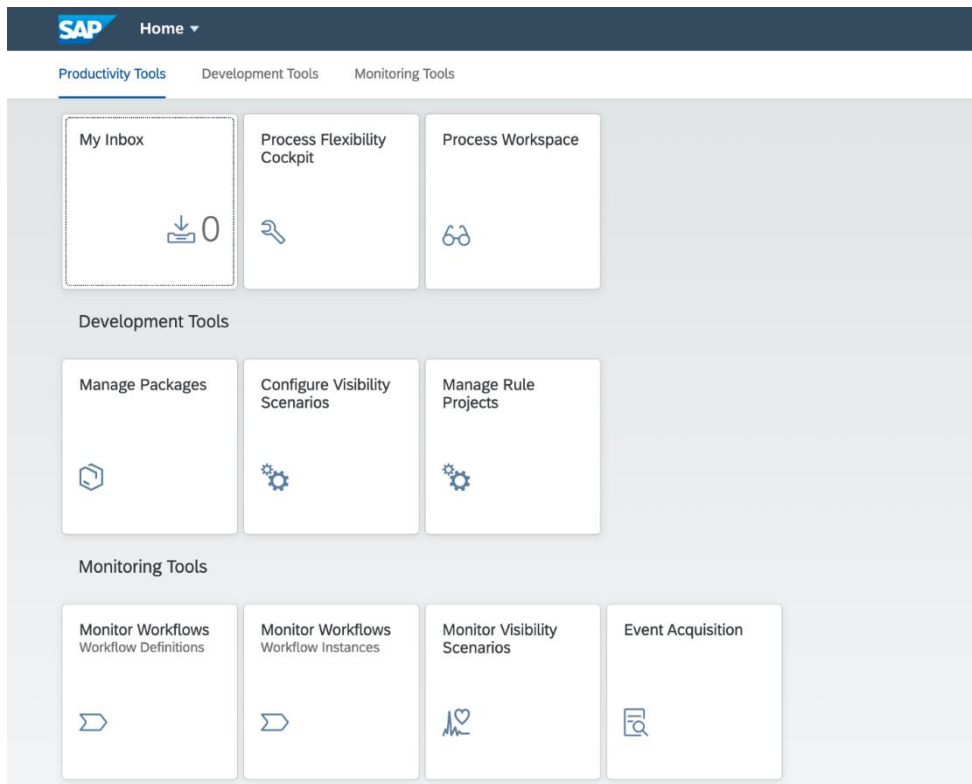 SAP Home
Productivity Tools Development Tools Monitoring Tools
My Inbox
0
Process Flexibility
Cockpit
Process Workspace
Development Tools
Manage Packages
Configure Visibility
Scenarios
Manage Rule
Projects
Monitoring Tools
Monitor Workflows
Workflow Definitions
Monitor Workflows
Workflow Instances
Monitor Visibility
Scenarios
Event Acquisition